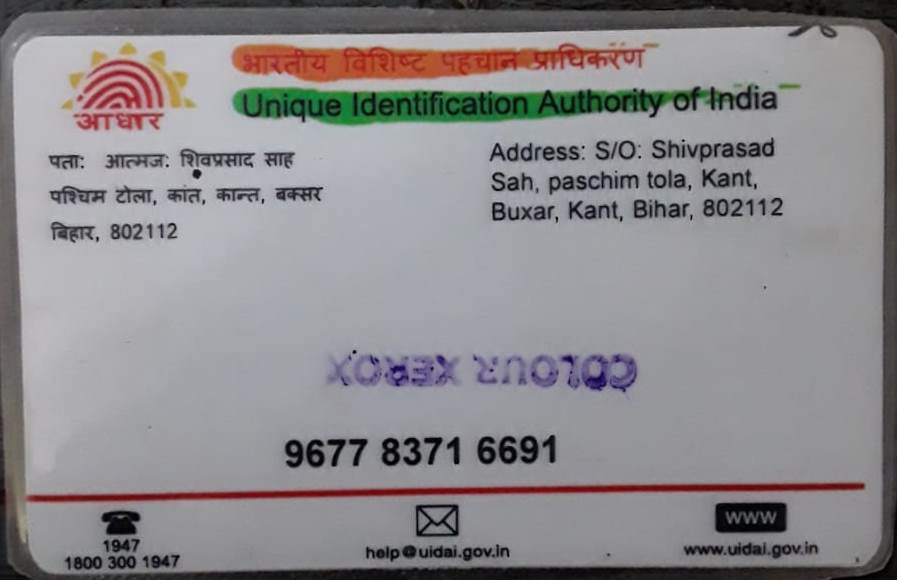 भारतीय विशिष्ट पहचान प्राधिकरण
Unique Identification Authority of India
आधार
पता: आत्मज: शिवप्रसाद साह
पश्चिम टोला, कांत, कान्त, बक्सर
बिहार, 802112
Address: S/O: Shivprasad
Sah, paschim tola, Kant,
Buxar, Kant, Bihar, 802112
COLOUR XEROX
9677 8371 6691
1947
1800 300 1947
help@uidai.gov.in
WWW
www.uidai.gov.in